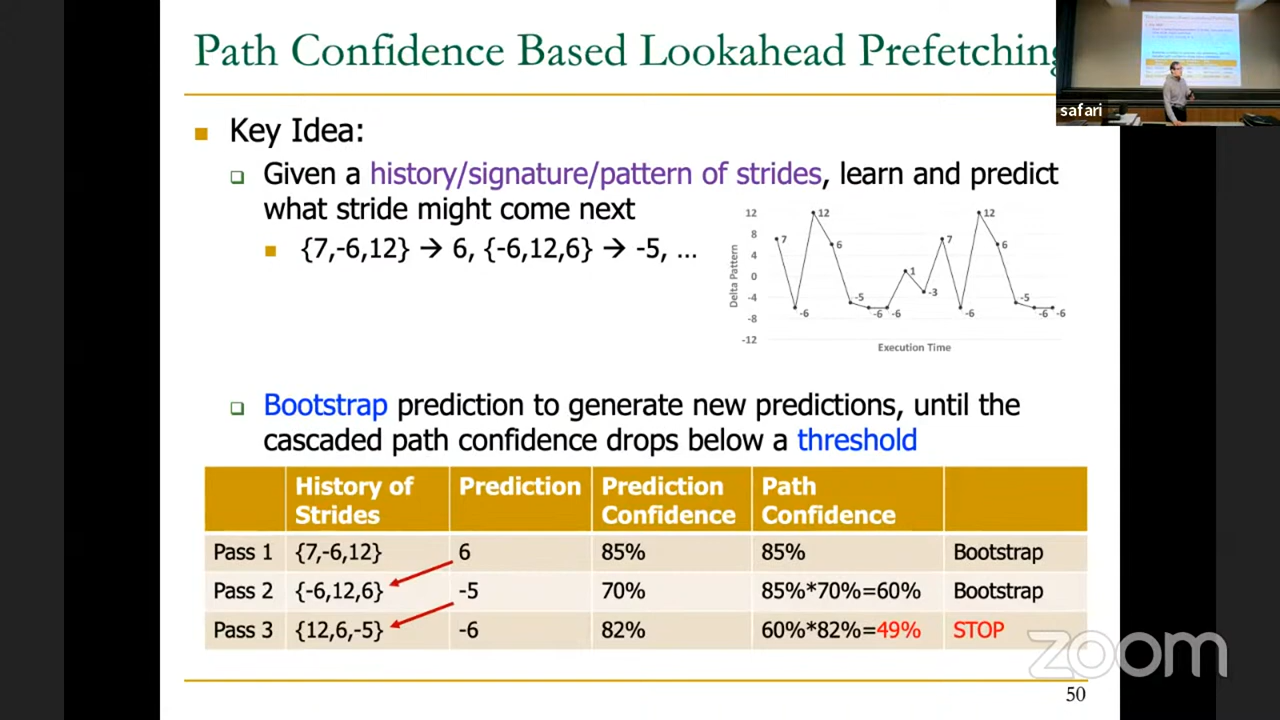 Path Confidence Based Lookahead Prefetching
safari
Key Idea:
Given a history/signature/pattern of strides, learn and predict
what stride might come next
{7,-6,12} → 6, {-6,12,6} → -5, ...
12
8
4
0
-4
-8
-12
Delta Pattern
7
-6
12
6
-5
-6
-6
1
-3
7
-6
12
6
-5
-6
-6
Execution Time
Bootstrap prediction to generate new predictions, until the
cascaded path confidence drops below a threshold
History of Strides Prediction Prediction Confidence Path Confidence
Pass 1 {7,-6,12} 6 85% 85% Bootstrap
Pass 2 {-6,12,6} -5 70% 85%*70%=60% Bootstrap
Pass 3 {12,6,-5} -6 82% 60%*82%=49% STOP
zoom
50